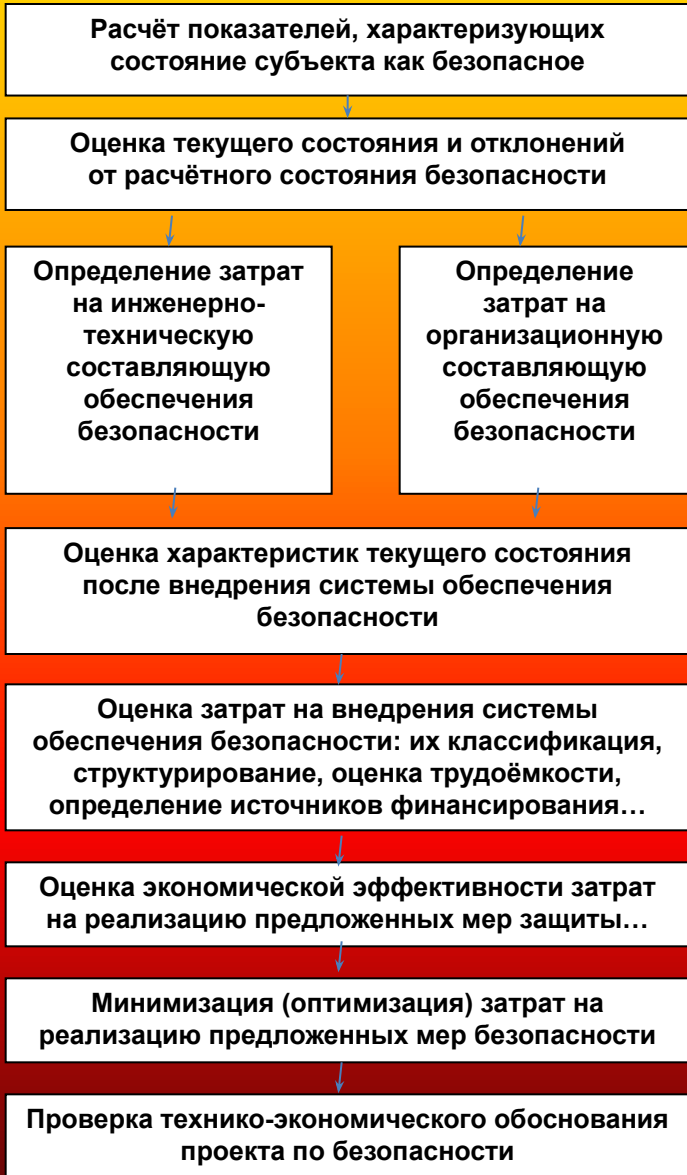 Расчёт показателей, характеризующих
состояние субъекта как безопасное
Оценка текущего состояния и отклонений
от расчётного состояния безопасности
Определение затрат
на инженерно-
техническую
составляющую
обеспечения
безопасности
Определение
затрат на
организационную
составляющую
обеспечения
безопасности
Оценка характеристик текущего состояния
после внедрения системы обеспечения
безопасности
Оценка затрат на внедрения системы
обеспечения безопасности: их классификация,
структурирование, оценка трудоёмкости,
определение источников финансирования…
Оценка экономической эффективности затрат
на реализацию предложенных мер защиты…
Минимизация (оптимизация) затрат на
реализацию предложенных мер безопасности
Проверка технико-экономического обоснования
проекта по безопасности